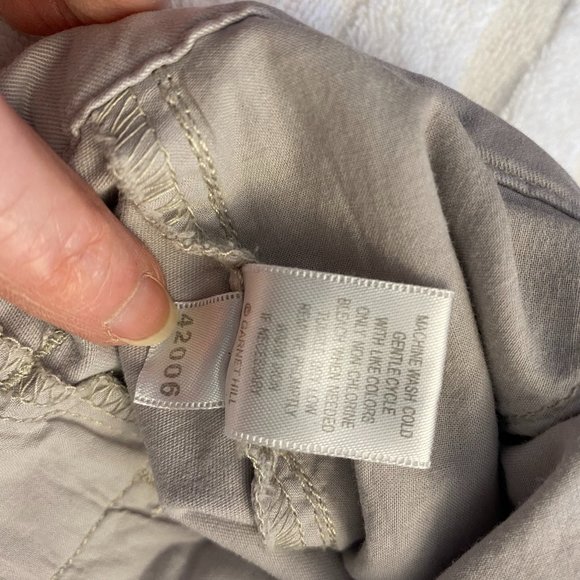 MACHINE WASH COLD
GENTLE CYCLE
WITH LIKE COLORS
ONLY NON-CHLORINE
BLEACH WHEN NEEDED
TUMBLE DRY LOW
REMOVE PROMPTLY
WARM IRON
IF NECESSARY
© GARNET HILL
42006